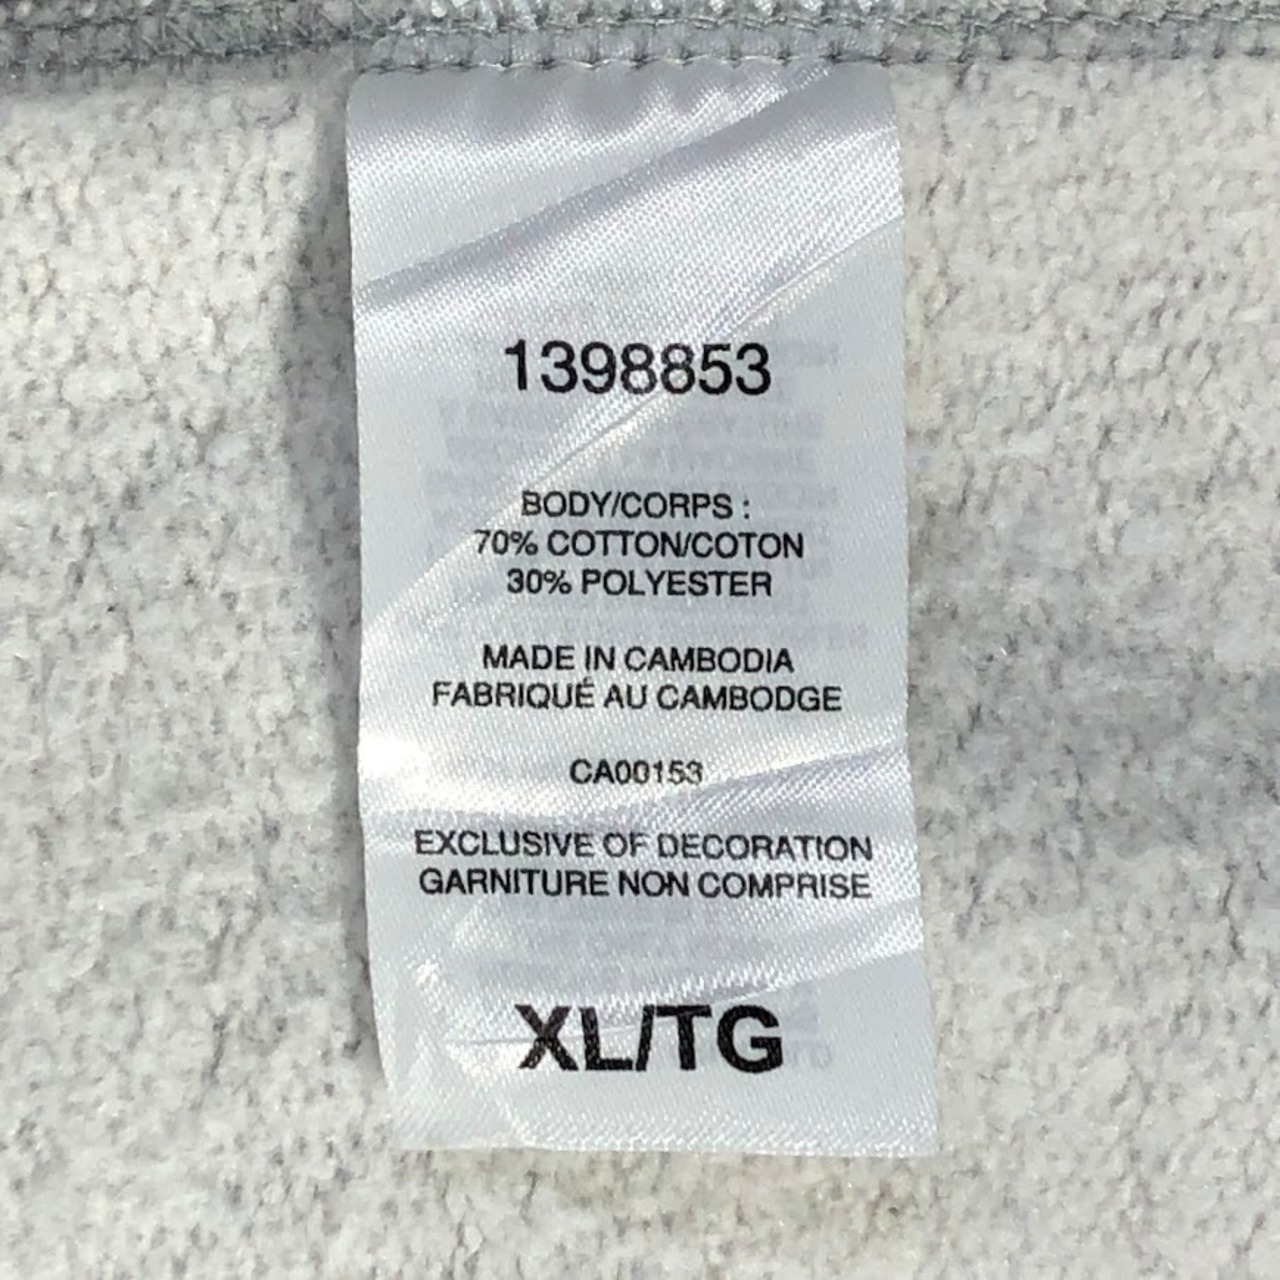 1398853
BODY/CORPS :
70% COTTON/COTON
30% POLYESTER
MADE IN CAMBODIA
FABRIQUÉ AU CAMBODGE
CA00153
EXCLUSIVE OF DECORATION
GARNITURE NON COMPRISE
XL/TG